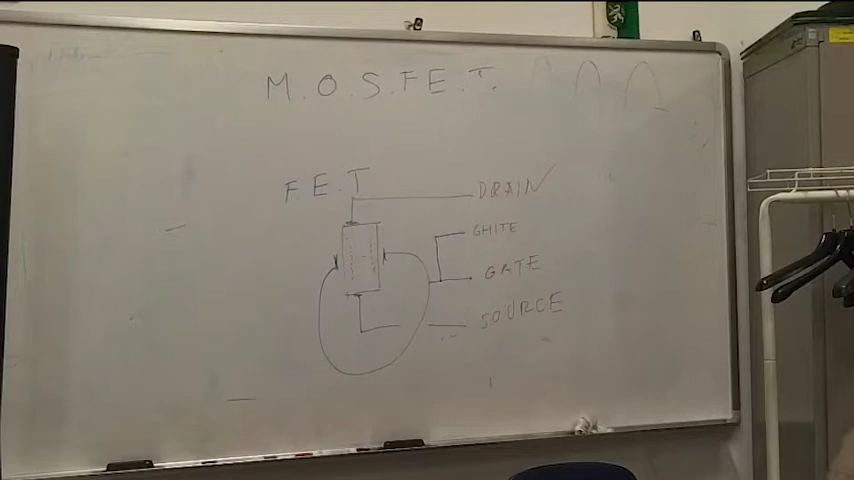 M.O.S.F.E.T.
F.E.T
DRAIN
GHITE
GATE
SOURCE